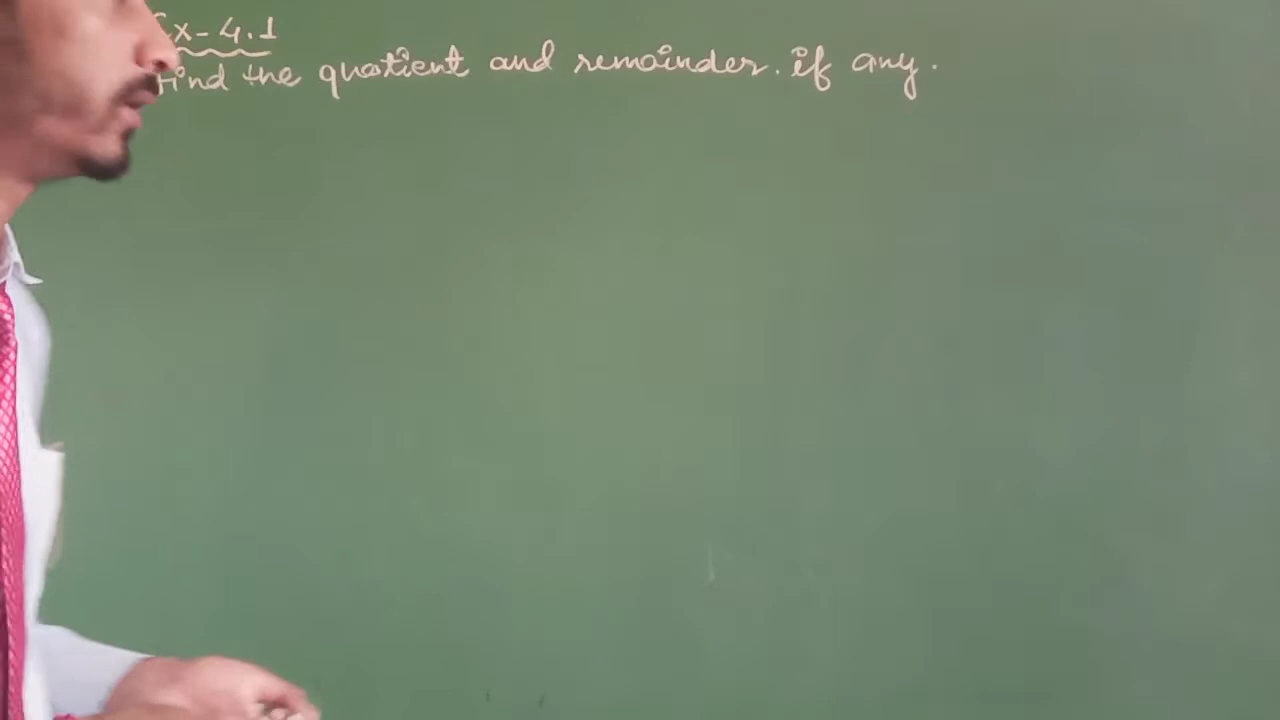 Ex-4.1
Find the quotient and remainder. if any.